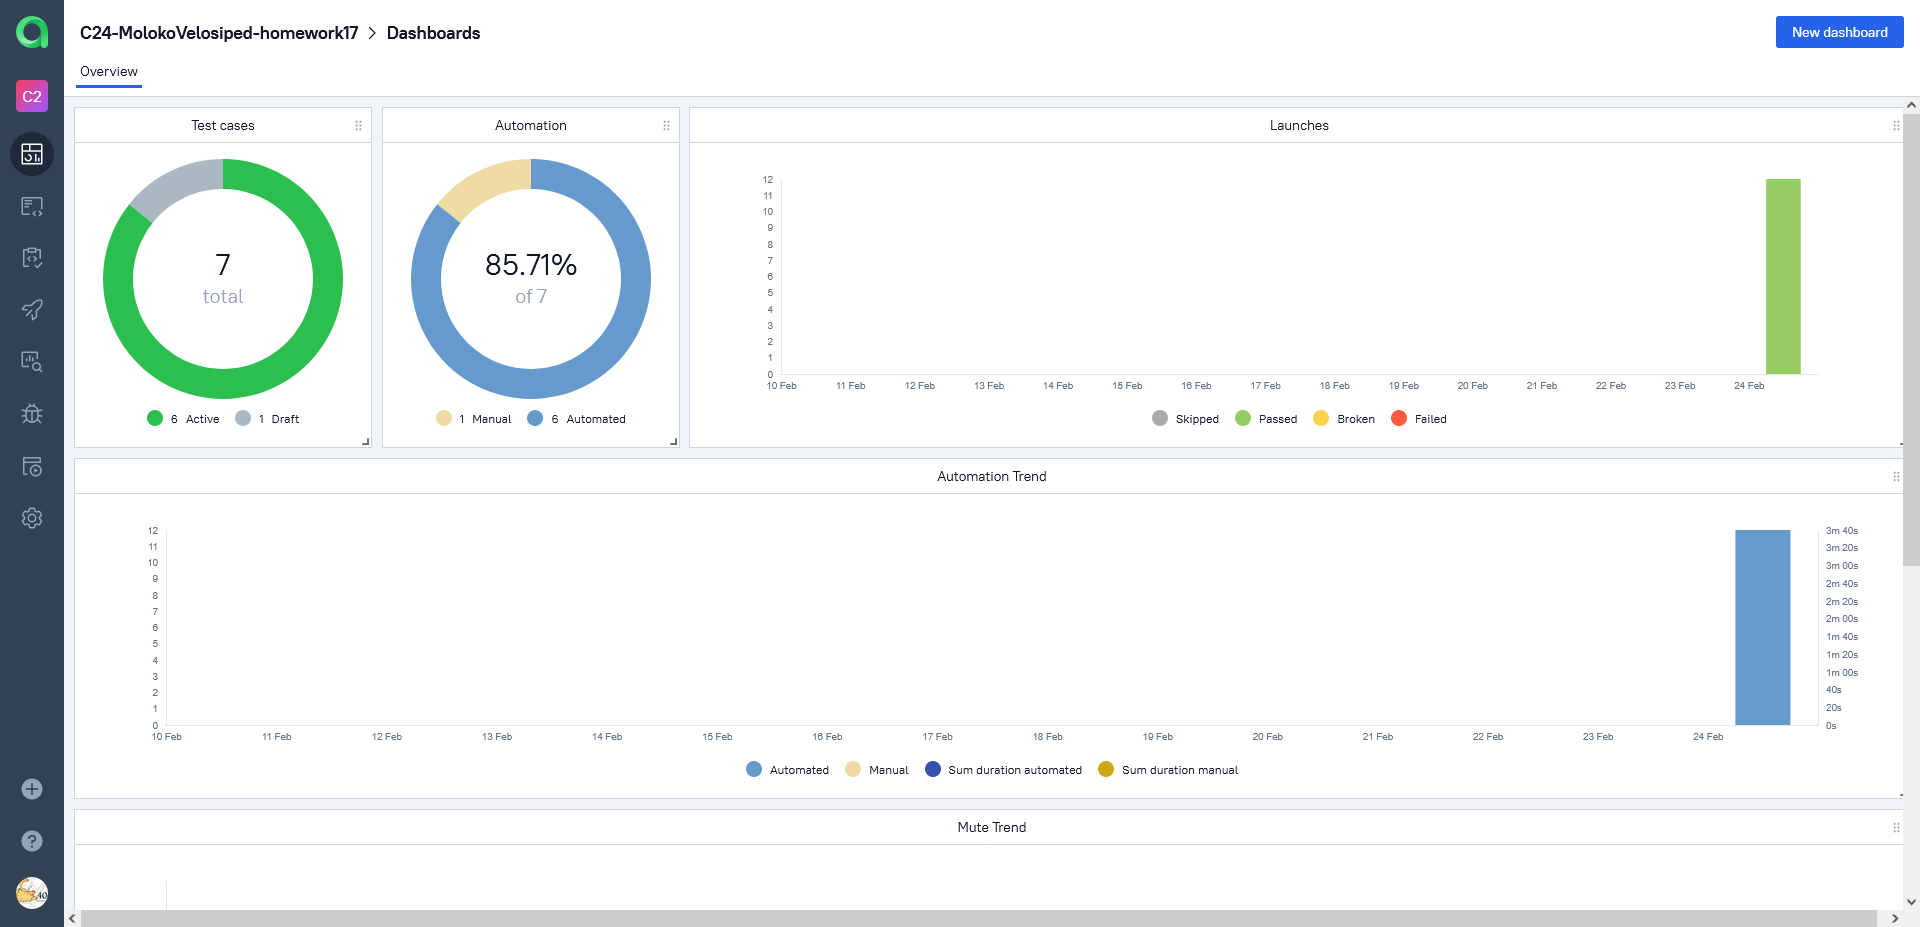 C24-MolokoVelosiped-homework17 > Dashboards
New dashboard
Overview
C2
Test cases
7
total
6 Active 1 Draft
Automation
85.71%
of 7
1 Manual 6 Automated
Launches
12
11
10
9
8
7
6
5
4
3
2
1
0
10 Feb 11 Feb 12 Feb 13 Feb 14 Feb 15 Feb 16 Feb 17 Feb 18 Feb 19 Feb 20 Feb 21 Feb 22 Feb 23 Feb 24 Feb
Skipped Passed Broken Failed
Automation Trend
12
11
10
9
8
7
6
5
4
3
2
1
0
3m 40s
3m 20s
3m 00s
2m 40s
2m 20s
2m 00s
1m 40s
1m 20s
1m 00s
40s
20s
0s
10 Feb 11 Feb 12 Feb 13 Feb 14 Feb 15 Feb 16 Feb 17 Feb 18 Feb 19 Feb 20 Feb 21 Feb 22 Feb 23 Feb 24 Feb
Automated Manual Sum duration automated Sum duration manual
Mute Trend
?
40